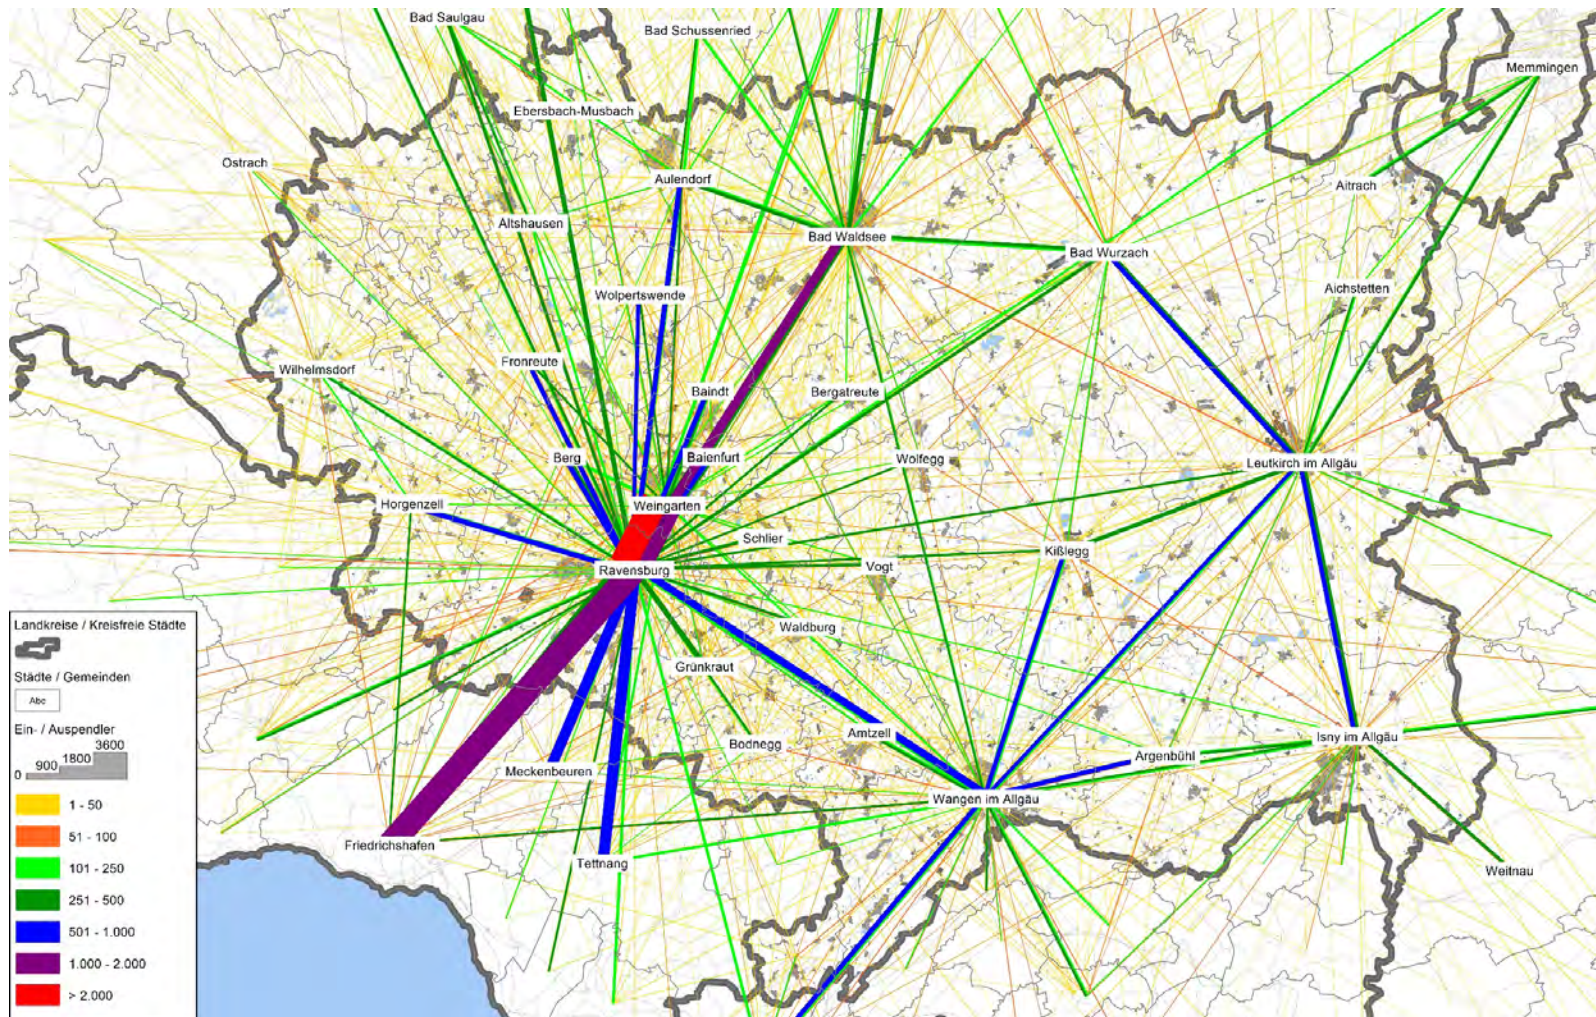 Bad Saulgau
Bad Schussenried
Memmingen
Ebersbach-Musbach
Ostrach
Aulendorf
Aitrach
Altshausen
Bad Waldsee
Bad Wurzach
Aichstetten
Wolpertswende
Fronreute
Wilhelmsdorf
Baindt
Bergatreute
Berg
Baienfurt
Wolfegg
Leutkirch im Allgäu
Horgenzell
Weingarten
Schlier
Kißlegg
Ravensburg
Vogt
Waldburg
Grünkraut
Amtzell
Isny im Allgäu
Bodnegg
Argenbühl
Meckenbeuren
Wangen im Allgäu
Friedrichshafen
Tettnang
Weitnau
Landkreise / Kreisfreie Städte
Städte / Gemeinden
Abc
Ein- / Auspendler
0 900 1800 3600
1 - 50
51 - 100
101 - 250
251 - 500
501 - 1.000
1.000 - 2.000
> 2.000